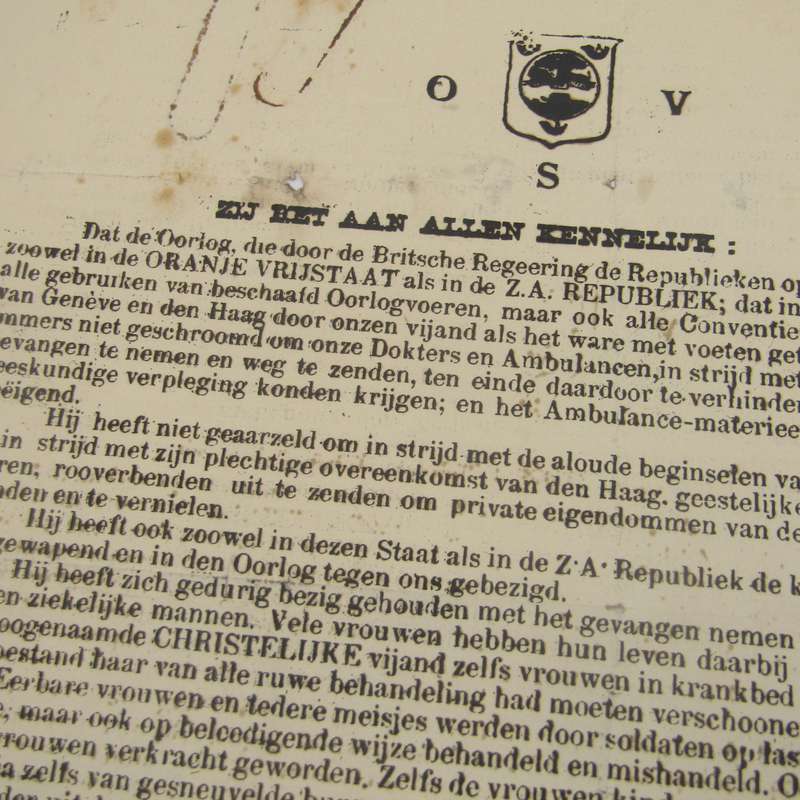 O V
S
ZIJ HET AAN ALLEN KENNELIJK :
Dat de Oorlog, die door de Britsche Regeering de Republieken op
zoowel in de ORANJE VRIJSTAAT als in de Z.A. REPUBLIEK; dat in
alle gebruiken van beschaafd Oorlogvoeren, maar ook alle Conventie
van Genève en den Haag door onzen vijand als het ware met voeten get
mmers niet geschroomd om onze Dokters en Ambulancen, in strijd met
evangen te nemen en weg te zenden, ten einde daardoor te verhinder
eeskundige verpleging konden krijgen; en het Ambulance-materiee
eëigend.
Hij heeft niet geaarzeld om in strijd met de aloude beginselen va
in strijd met zijn plechtige overeenkomst van den Haag. geestelijke
ren, rooverbenden uit te zenden om private eigendommen van de
nden en te vernielen.
Hij heeft ook zoowel in dezen Staat als in de Z.A. Republiek de k
gewapend en in den Oorlog tegen ons gebezigd.
Hij heeft zich gedurig bezig gehouden met het gevangen nemen
en ziekelijke mannen. Vele vrouwen hebben hun leven daarbij
oogenaamde CHRISTELIJKE vijand zelfs vrouwen in krankbed
bestand haar van alle ruwe behandeling had moeten verschoone
Eerbare vrouwen en tedere meisjes werden door soldaten op las
e, maar ook op beleedigende wijze behandeld en mishandeld. O
vrouwen verkracht geworden. Zelfs de vrouwen
a zelfs van gesneuvelde